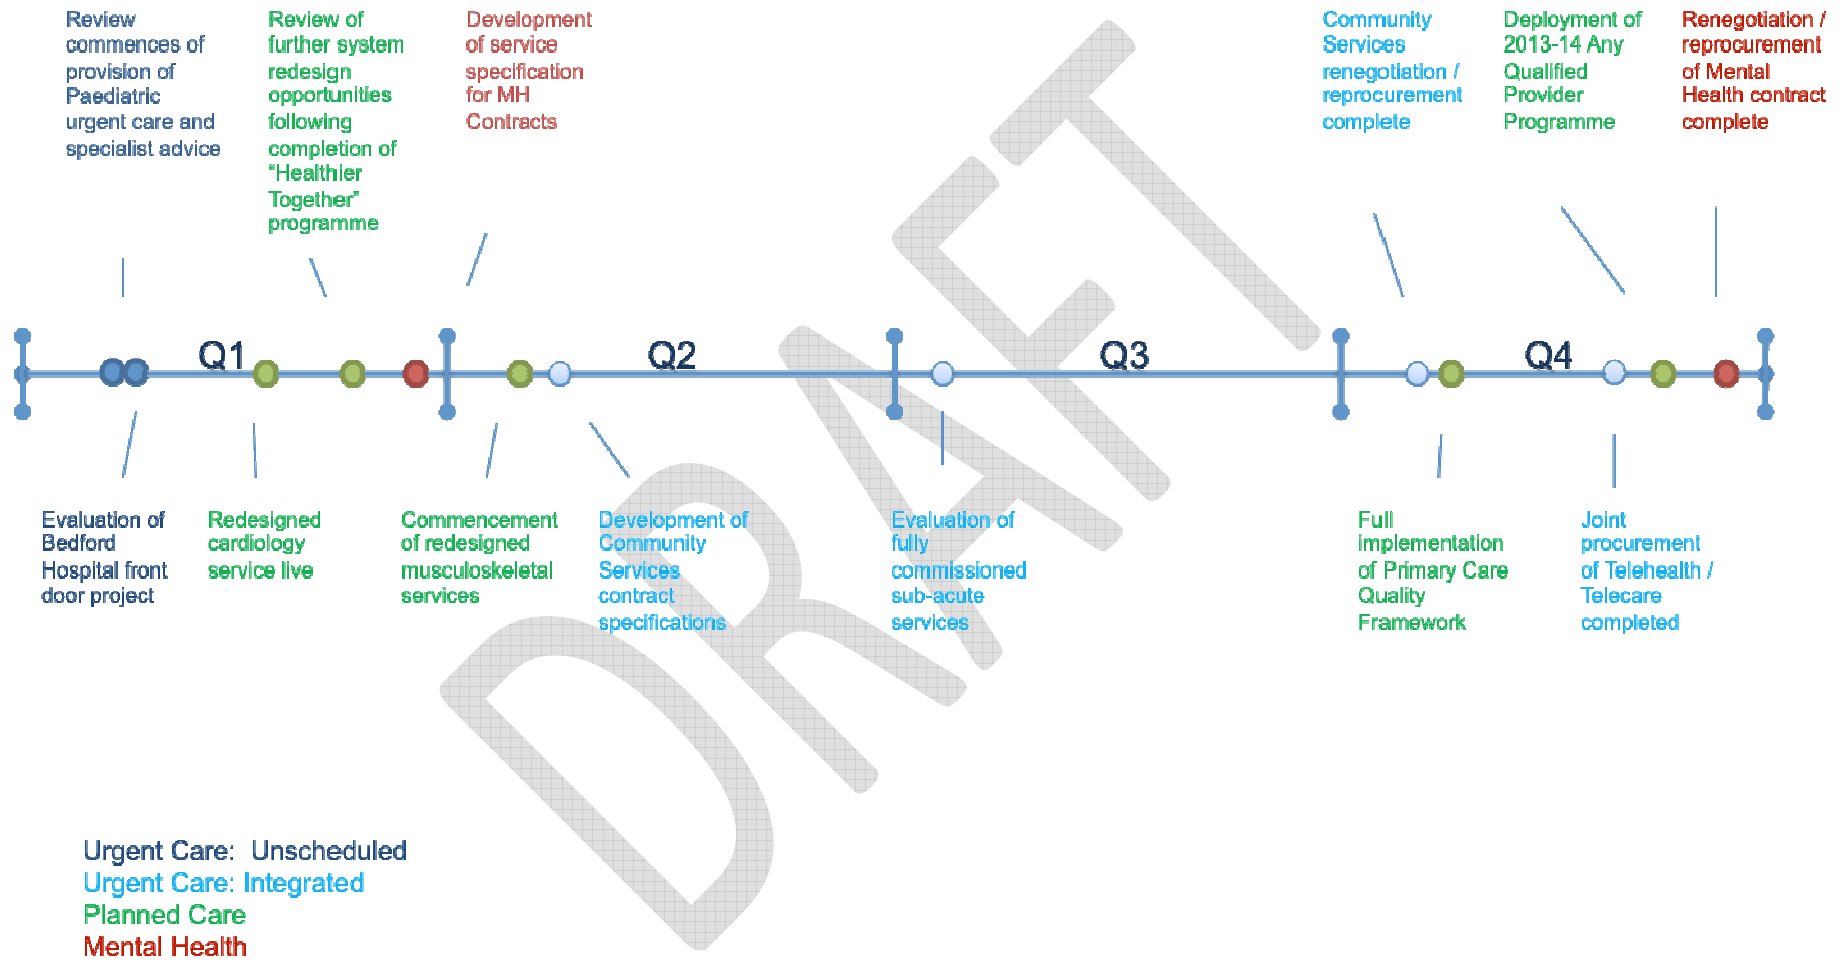 Review
commences of
provision of
Paediatric
urgent care and
specialist advice
Review of
further system
redesign
opportunities
following
completion of
“Healthier
Together”
programme
Development
of service
specification
for MH
Contracts
Community
Services
renegotiation /
reprocurement
complete
Deployment of
2013-14 Any
Qualified
Provider
Programme
Renegotiation /
reprocurement
of Mental
Health contract
complete
Q1
Q2
Q3
Q4
Evaluation of
Bedford
Hospital front
door project
Redesigned
cardiology
service live
Commencement
of redesigned
musculoskeletal
services
Development of
Community
Services
contract
specifications
Evaluation of
fully
commissioned
sub-acute
services
Full
implementation
of Primary Care
Quality
Framework
Joint
procurement
of Telehealth /
Telecare
completed
DRAFT
Urgent Care: Unscheduled
Urgent Care: Integrated
Planned Care
Mental Health